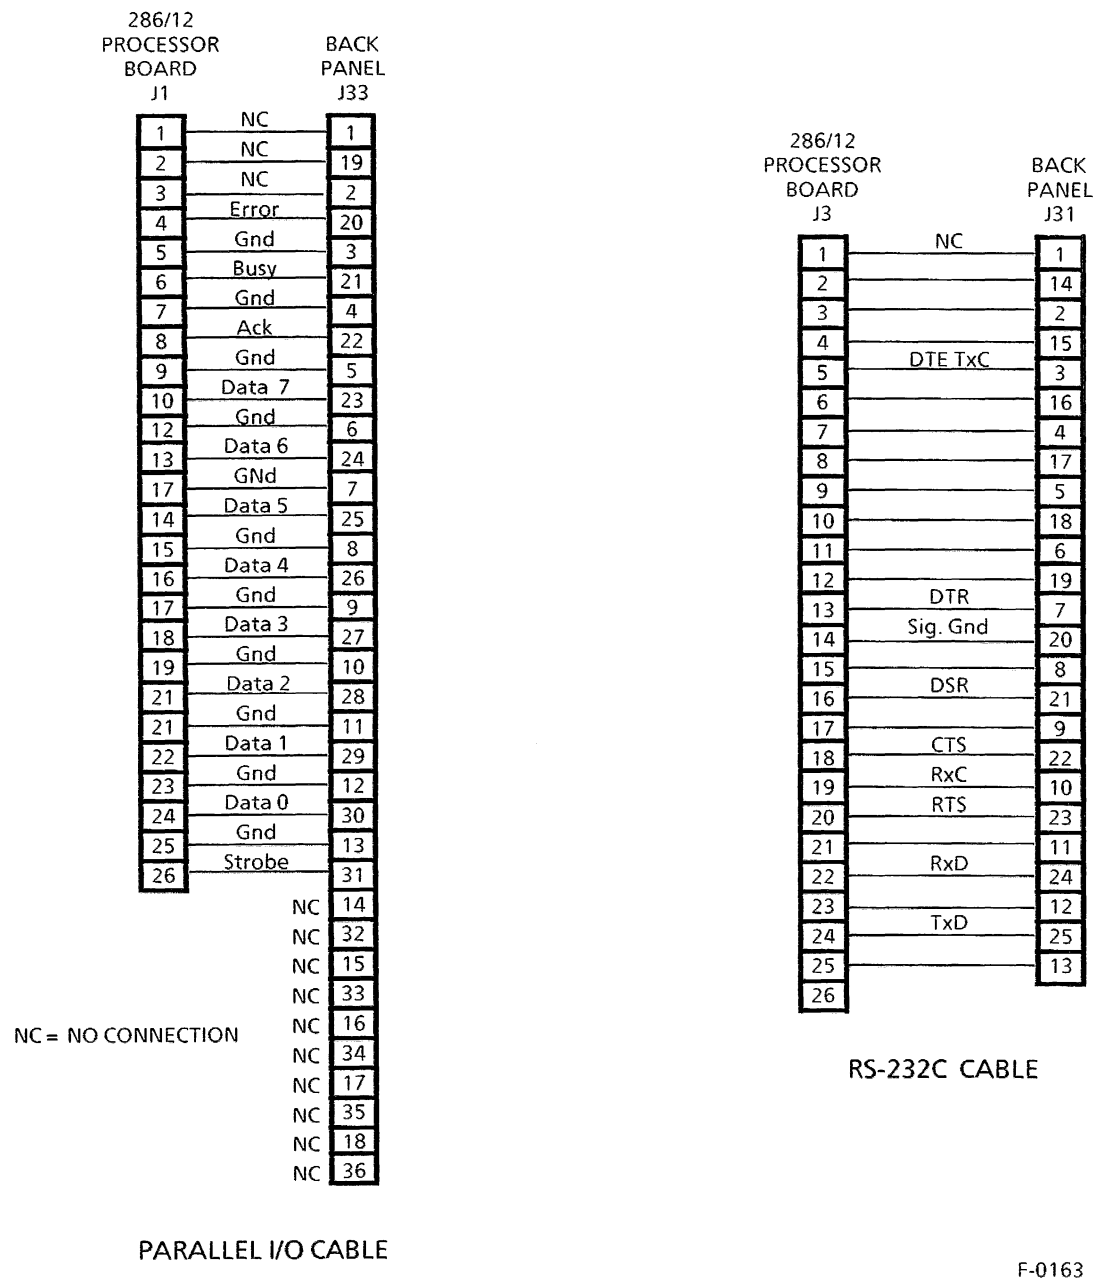 286/12
PROCESSOR
BOARD
J1
BACK
PANEL
J33
1 NC 1
2 NC 19
3 NC 2
4 Error 20
5 Gnd 3
6 Busy 21
7 Gnd 4
8 Ack 22
9 Gnd 5
10 Data 7 23
12 Gnd 6
13 Data 6 24
17 GNd 7
14 Data 5 25
15 Gnd 8
16 Data 4 26
17 Gnd 9
18 Data 3 27
19 Gnd 10
21 Data 2 28
21 Gnd 11
22 Data 1 29
23 Gnd 12
24 Data 0 30
25 Gnd 13
26 Strobe 31
NC 14
NC 32
NC 15
NC 33
NC 16
NC 34
NC 17
NC 35
NC 18
NC 36
NC = NO CONNECTION
PARALLEL I/O CABLE
286/12
PROCESSOR
BOARD
J3
BACK
PANEL
J31
1 NC 1
2 14
3 2
4 15
5 DTE TxC 3
6 16
7 4
8 17
9 5
10 18
11 6
12 19
13 DTR 7
14 Sig. Gnd 20
15 8
16 DSR 21
17 9
18 CTS 22
19 RxC 10
20 RTS 23
21 11
22 RxD 24
23 12
24 TxD 25
25 13
26
RS-232C CABLE
F-0163